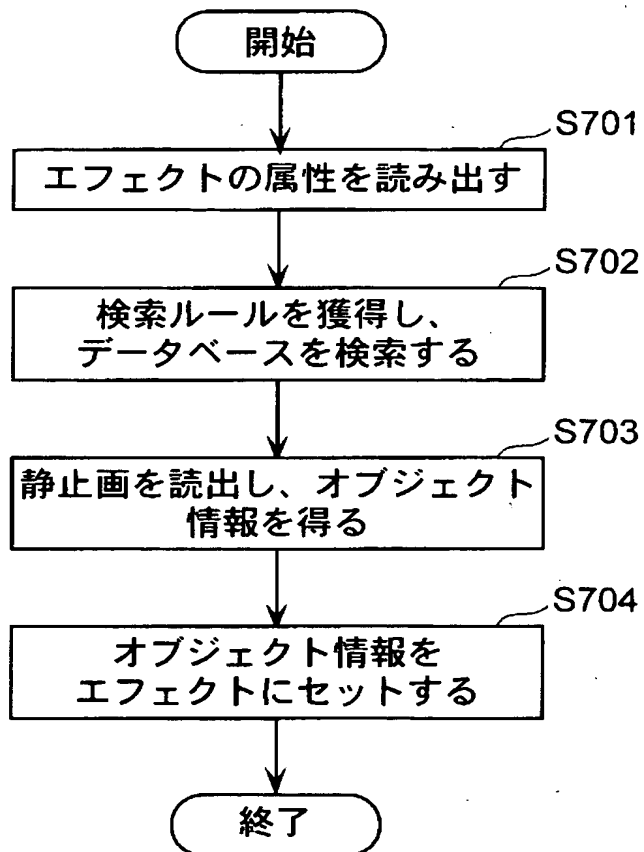 開始
S701
エフェクトの属性を読み出す
S702
検索ルールを獲得し、
データベースを検索する
S703
静止画を読出し、オブジェクト
情報を得る
S704
オブジェクト情報を
エフェクトにセットする
終了